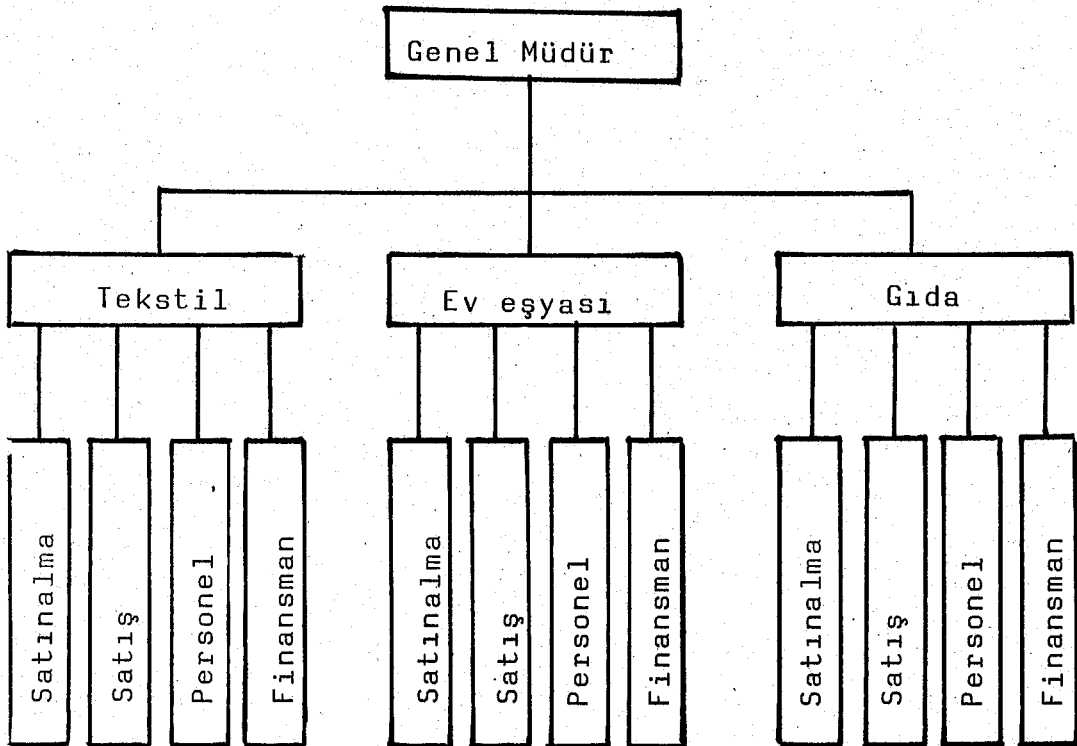 Genel Müdür
Tekstil
Ev eşyası
Gıda
Satınalma
Satış
Personel
Finansman
Satınalma
Satış
Personel
Finansman
Satınalma
Satış
Personel
Finansman